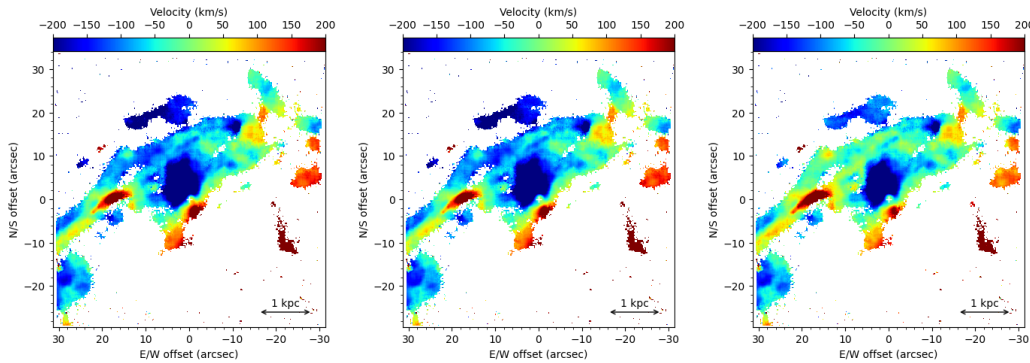 Velocity (km/s) Velocity (km/s) Velocity (km/s)
−200 −150 −100 −50 0 50 100 150 200 −200 −150 −100 −50 0 50 100 150 200 −200 −150 −100 −50 0 50 100 150 200
30 30 30
20 20 20
10 10 10
0 0 0
−10 −10 −10
−20 −20 −20
N/S offset (arcsec) N/S offset (arcsec) N/S offset (arcsec)
1 kpc 1 kpc 1 kpc
30 20 10 0 −10 −20 −30 30 20 10 0 −10 −20 −30 30 20 10 0 −10 −20 −30
E/W offset (arcsec) E/W offset (arcsec) E/W offset (arcsec)